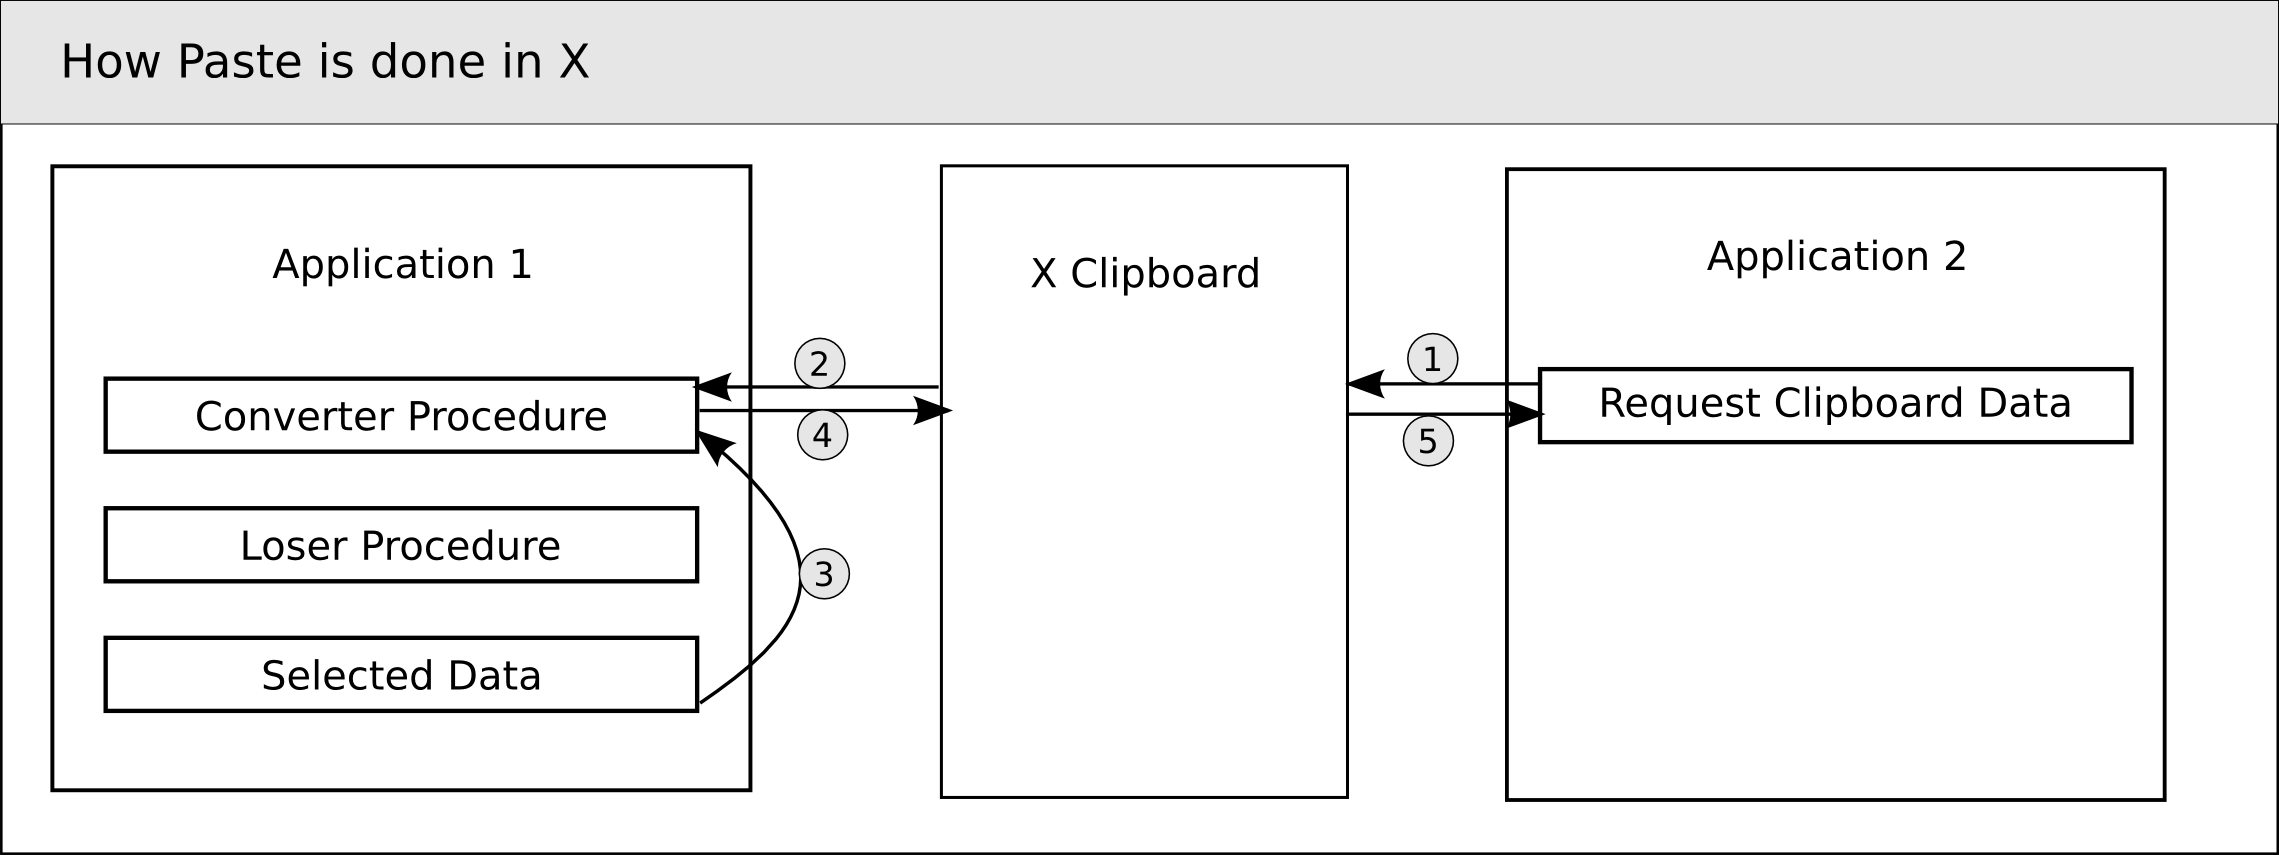 How Paste is done in X
Application 1
X Clipboard
Application 2
2
1
Converter Procedure
Request Clipboard Data
4
5
Loser Procedure
3
Selected Data